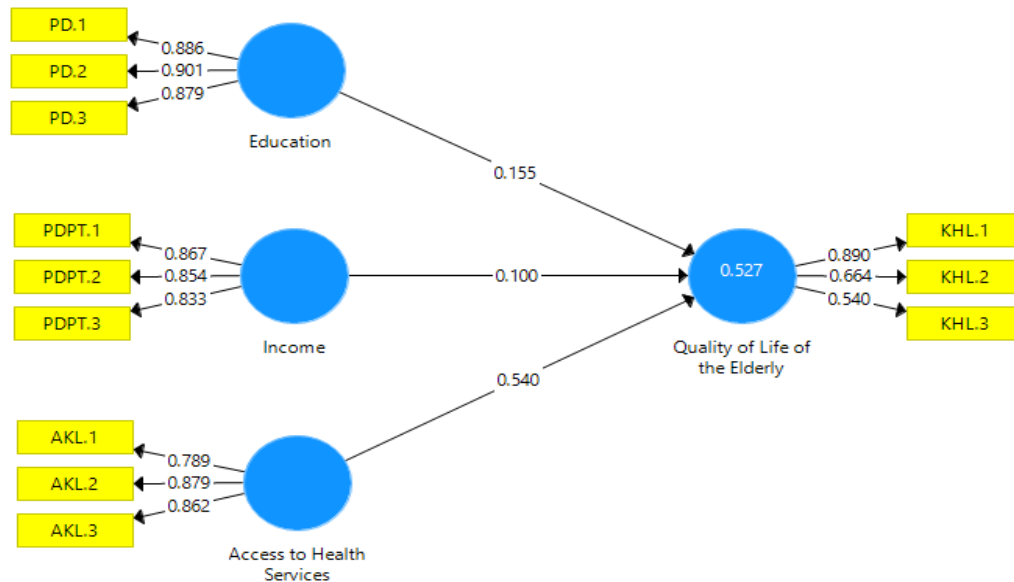 PD.1
0.886
PD.2
0.901
PD.3
0.879
Education
0.155
PDPT.1
0.867
PDPT.2
0.854
PDPT.3
0.833
Income
0.100
0.527
Quality of Life of
the Elderly
0.890
KHL.1
0.664
KHL.2
0.540
KHL.3
0.540
AKL.1
0.789
AKL.2
0.879
AKL.3
0.862
Access to Health
Services